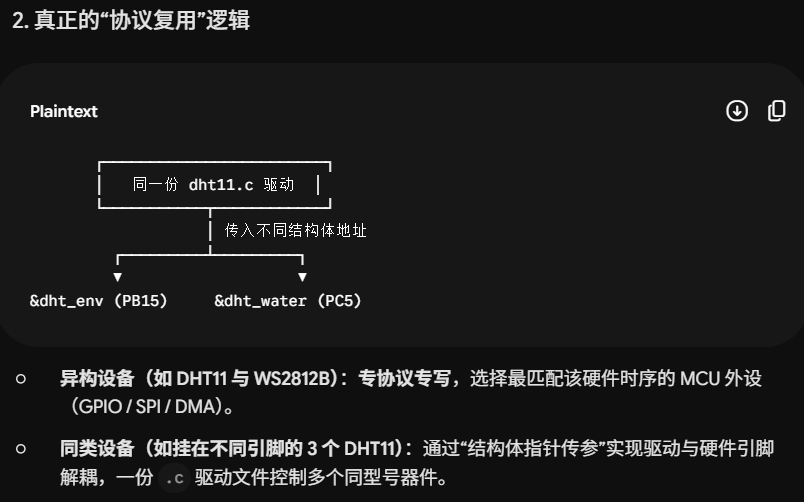 2. 真正的“协议复用”逻辑
Plaintext
同一份 dht11.c 驱动
传入不同结构体地址
&dht_env (PB15) &dht_water (PC5)
异构设备（如 DHT11 与 WS2812B）：专协议专写，选择最匹配该硬件时序的 MCU 外设
（GPIO / SPI / DMA）。
同类设备（如挂在不同引脚的 3 个 DHT11）：通过“结构体指针传参”实现驱动与硬件引脚
解耦，一份 .c 驱动文件控制多个同型号器件。